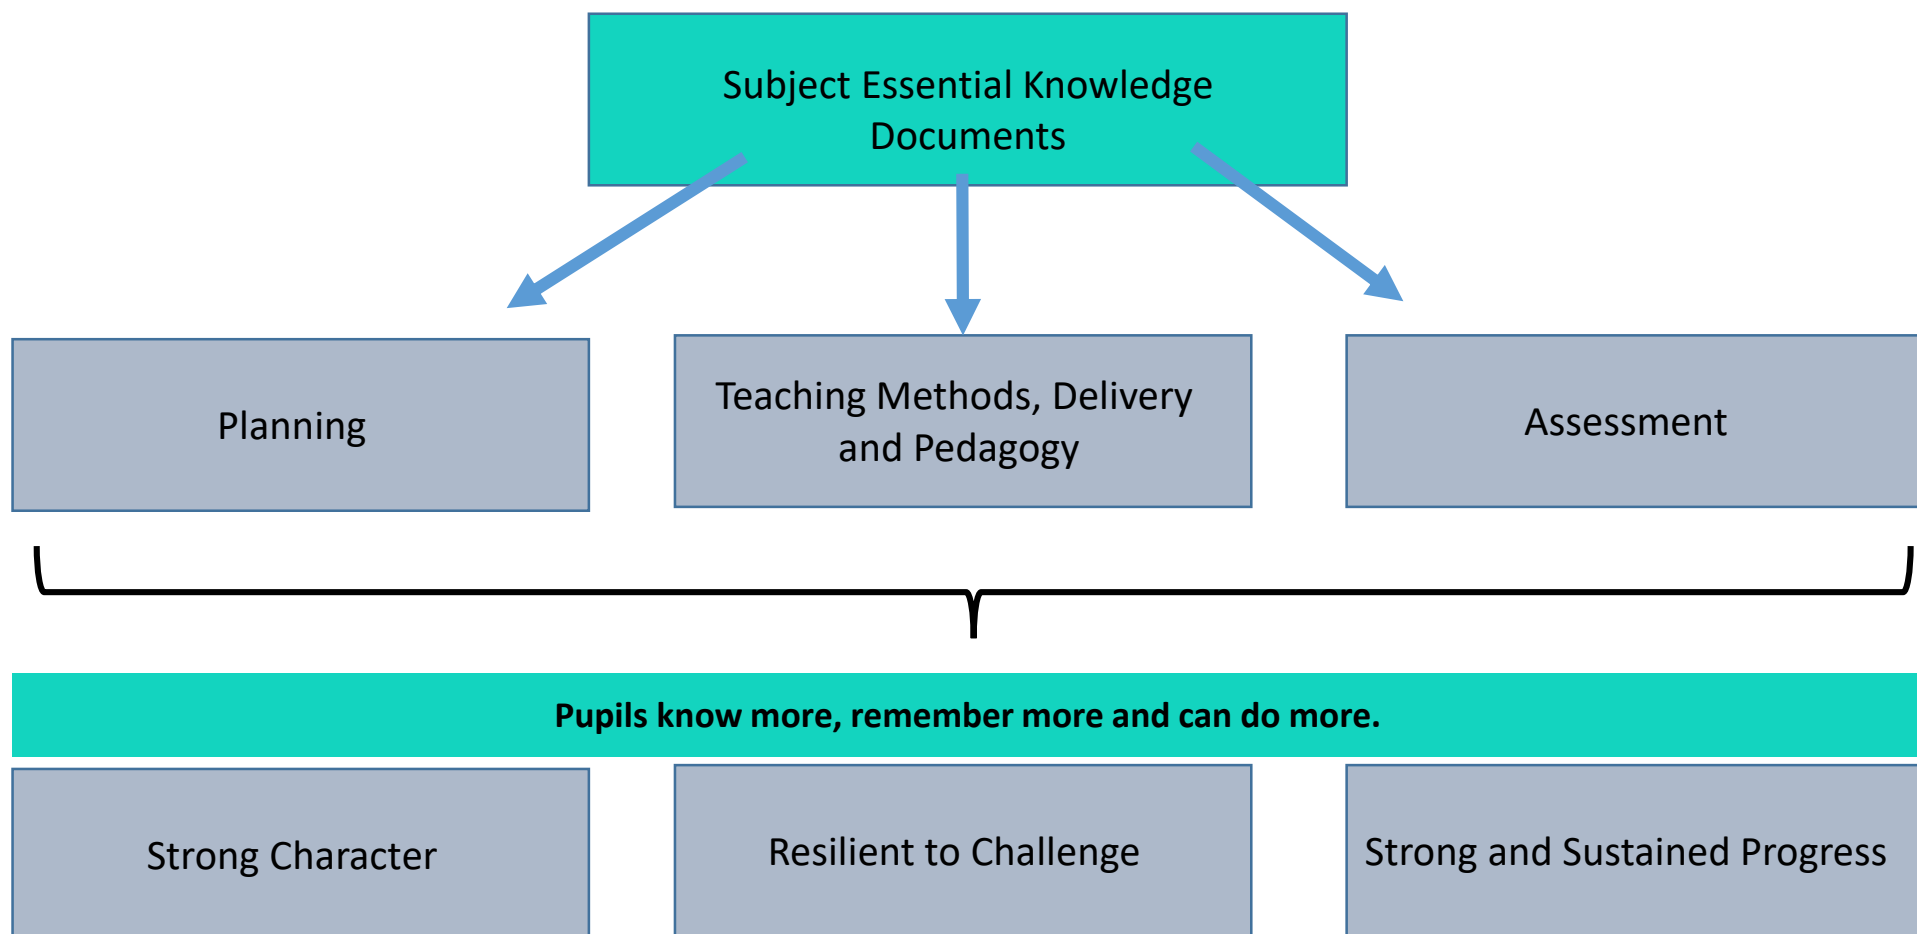 Subject Essential Knowledge
Documents
Planning
Teaching Methods, Delivery
and Pedagogy
Assessment
Pupils know more, remember more and can do more.
Strong Character
Resilient to Challenge
Strong and Sustained Progress